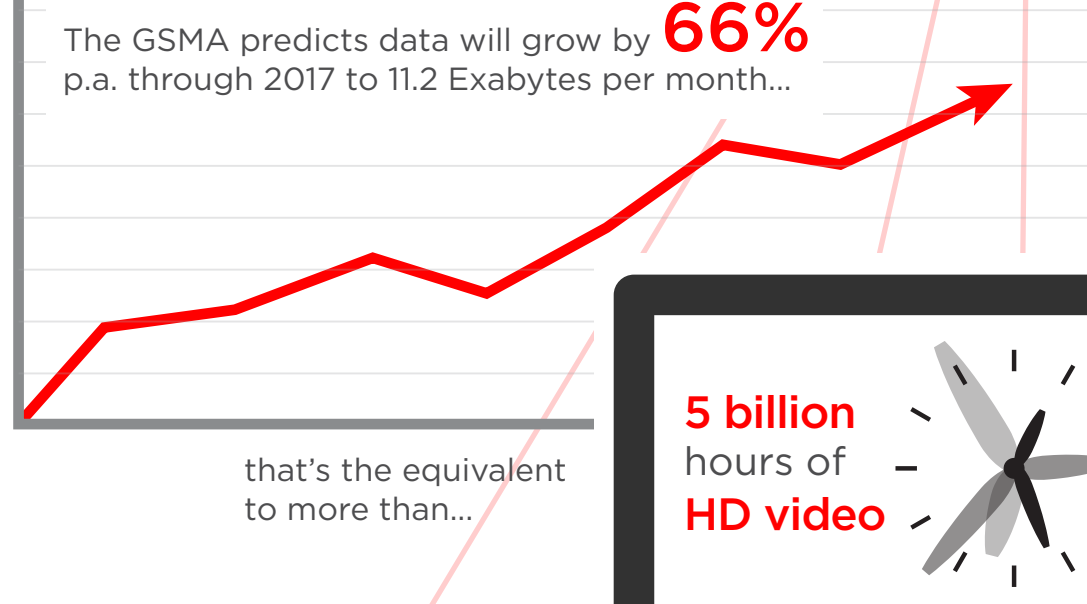 The GSMA predicts data will grow by 66%
p.a. through 2017 to 11.2 Exabytes per month...
that’s the equivalent
to more than...
5 billion
hours of
HD video